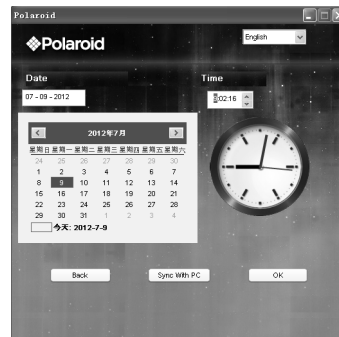 Polaroid
Polaroid
English
Date
Time
07-09-2012
:02:16
2012年7月
星期日 星期一 星期二 星期三 星期四 星期五 星期六
24 25 26 27 28 29 30
1 2 3 4 5 6 7
8 9 10 11 12 13 14
15 16 17 18 19 20 21
22 23 24 25 26 27 28
29 30 31 1 2 3 4
今天: 2012-7-9
Back
Sync With PC
OK